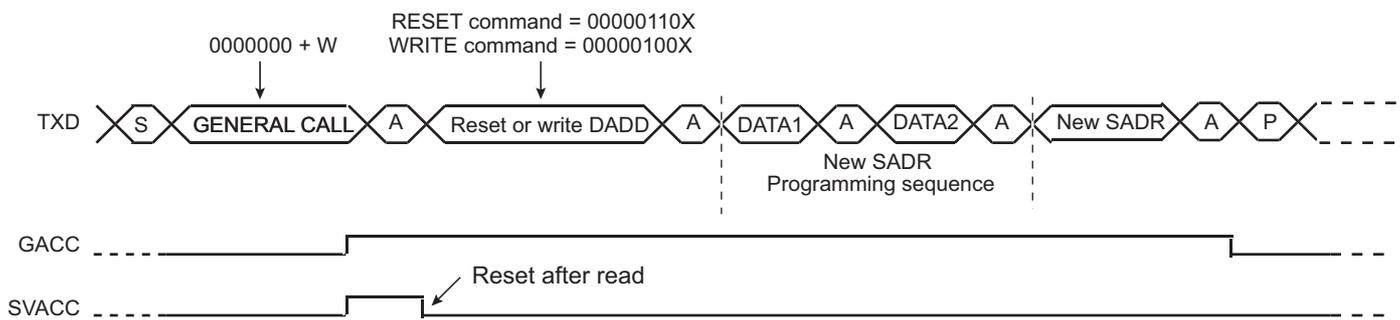 RESET command = 00000110X
0000000 + W
WRITE command = 00000100X
TXD
S
GENERAL CALL
A
Reset or write DADD
A
DATA1
A
DATA2
A
New SADR
A
P
New SADR
Programming sequence
GACC
Reset after read
SVACC